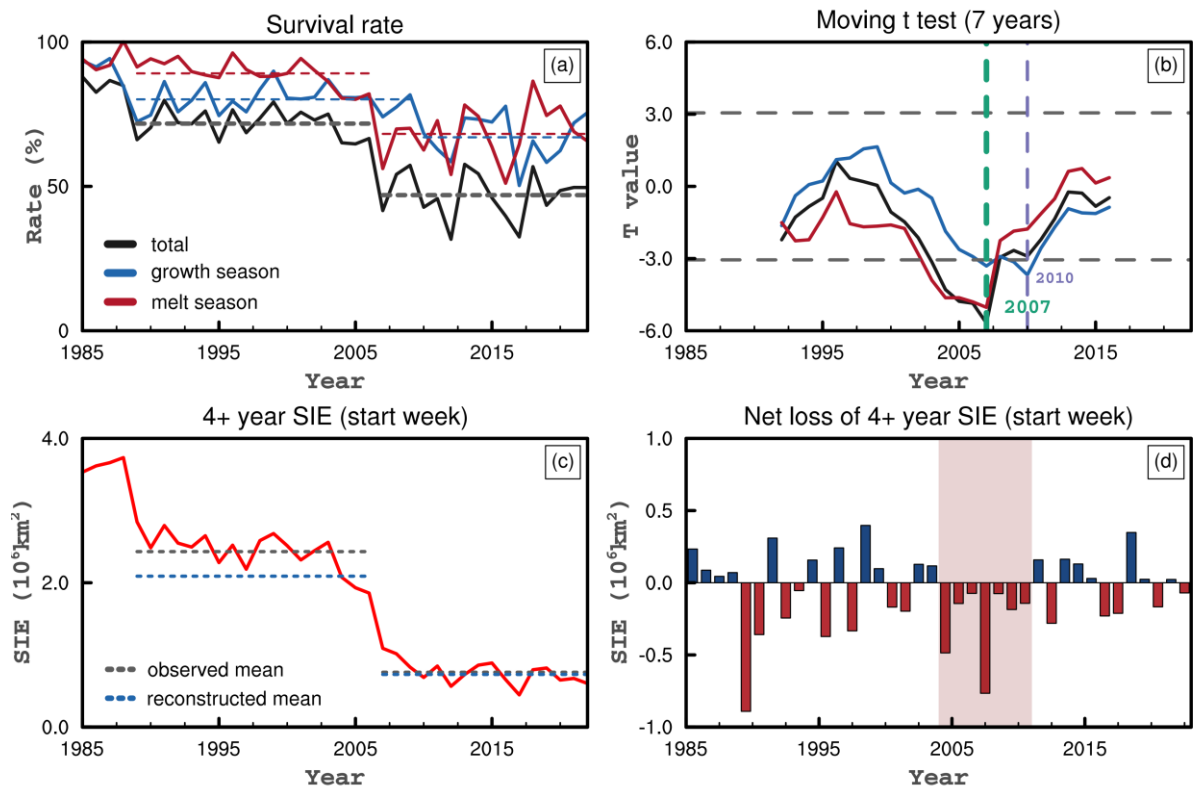 Survival rate
(a)
100
50
0
Rate (%)
total
growth season
melt season
1985
1995
2005
2015
Year
Moving t test (7 years)
(b)
6.0
3.0
0.0
-3.0
-6.0
T value
2010
2007
1985
1995
2005
2015
Year
4+ year SIE (start week)
(c)
4.0
2.0
0.0
SIE (10⁶km²)
observed mean
reconstructed mean
1985
1995
2005
2015
Year
Net loss of 4+ year SIE (start week)
(d)
1.0
0.5
0.0
-0.5
-1.0
SIE (10⁶km²)
1985
1995
2005
2015
Year